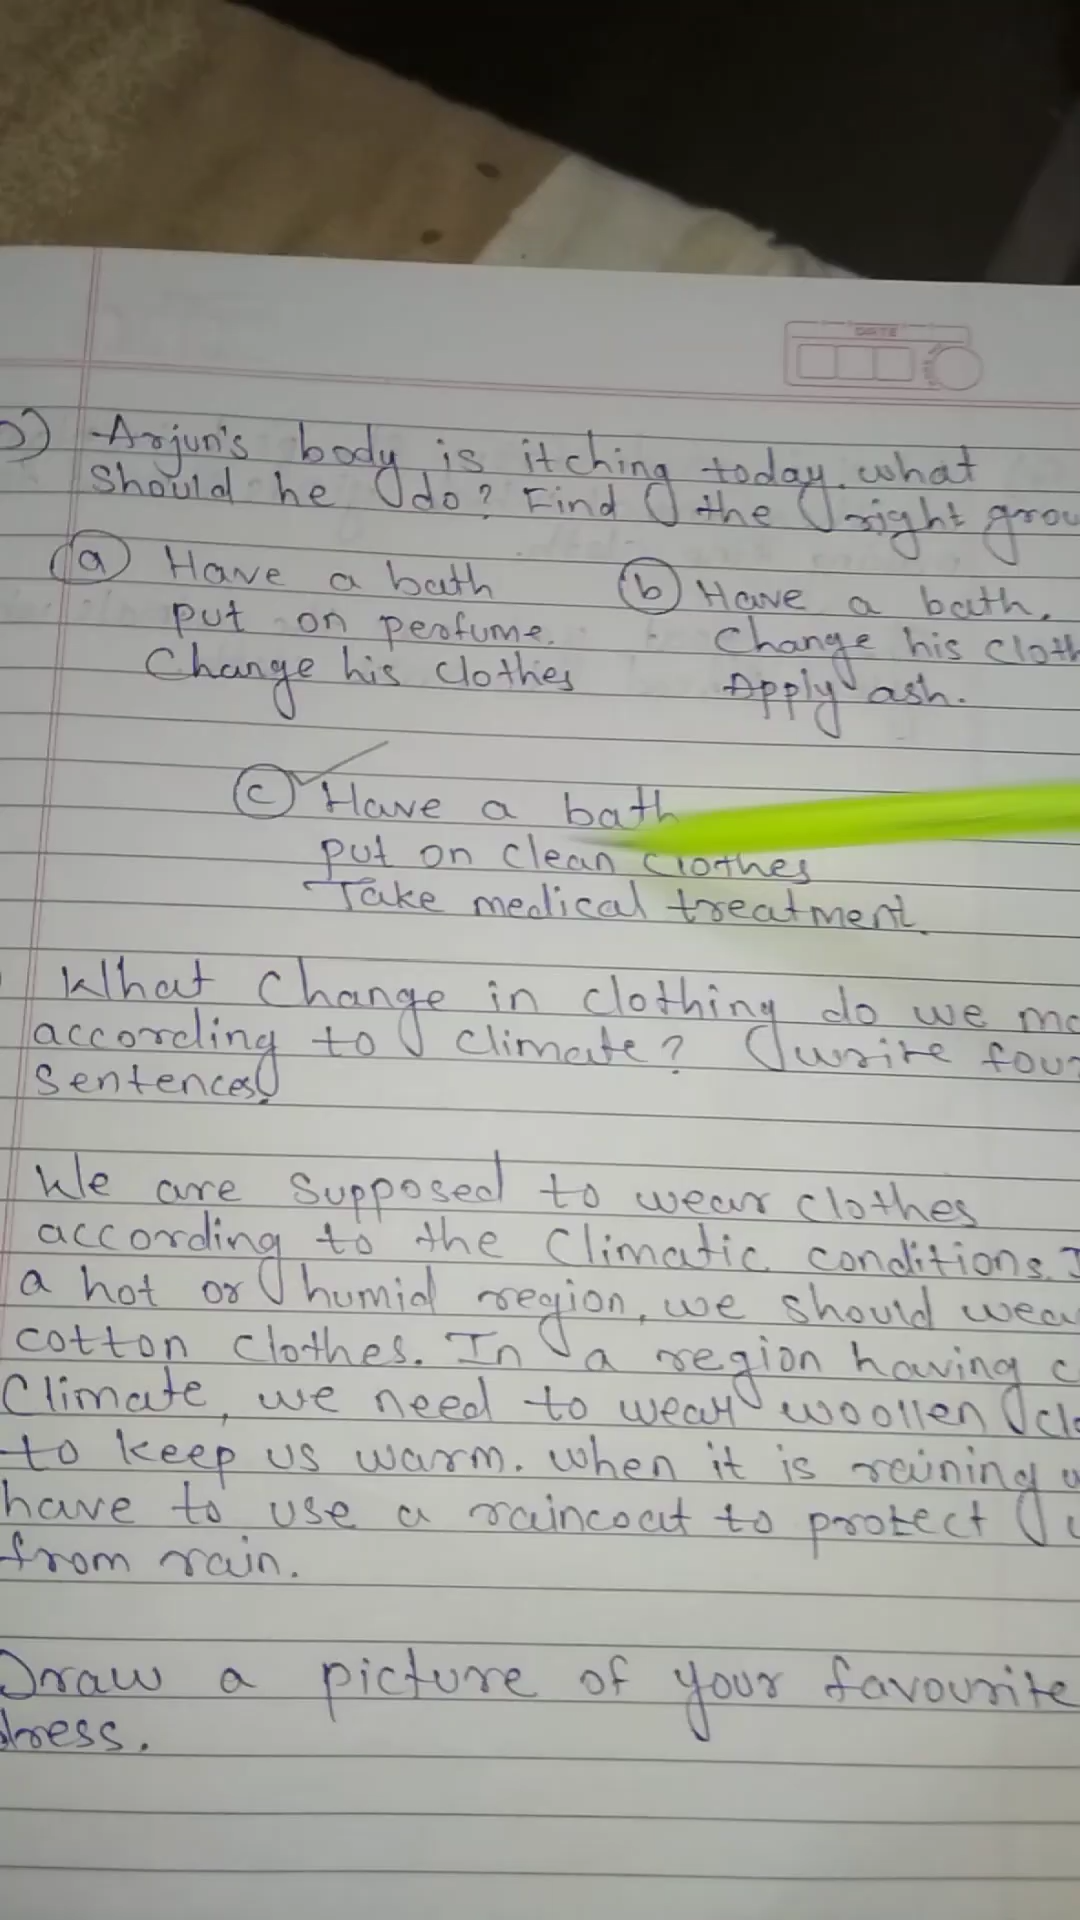 DATE
Arjun's body is itching today. what
should he do? Find the right
(a) Have a bath
put on perfume.
Change his clothes
(b) Have a bath.
Change his
Apply ash.
(c) Have a bath
put on clean clothes
Take medical treatment.
What Change in clothing do we
according to climate? write
sentences.
We are supposed to wear clothes
according to the Climatic conditions.
a hot or humid region, we should
cotton clothes. In a region having
Climate, we need to wear woollen
to keep us warm. when it is raining
have to use a raincoat to protect
from rain.
Draw a picture of your favourite